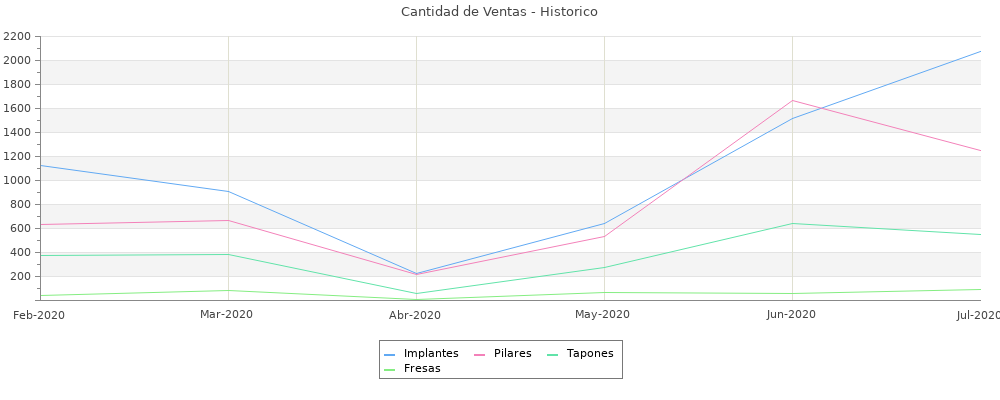 Cantidad de Ventas - Historico
2200
2000
1800
1600
1400
1200
1000
800
600
400
200
Feb-2020 Mar-2020 Apr-2020 May-2020 Jun-2020 Jul-2020
Implantes Pilares Tapones
Fresas